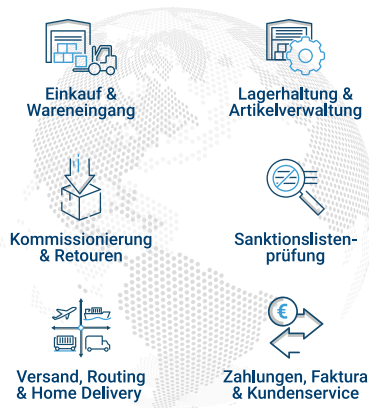 Einkauf &
Wareneingang
Lagerhaltung &
Artikelverwaltung
Kommissionierung
& Retouren
Sanktionslisten-
prüfung
Versand, Routing
& Home Delivery
€
Zahlungen, Faktura
& Kundenservice